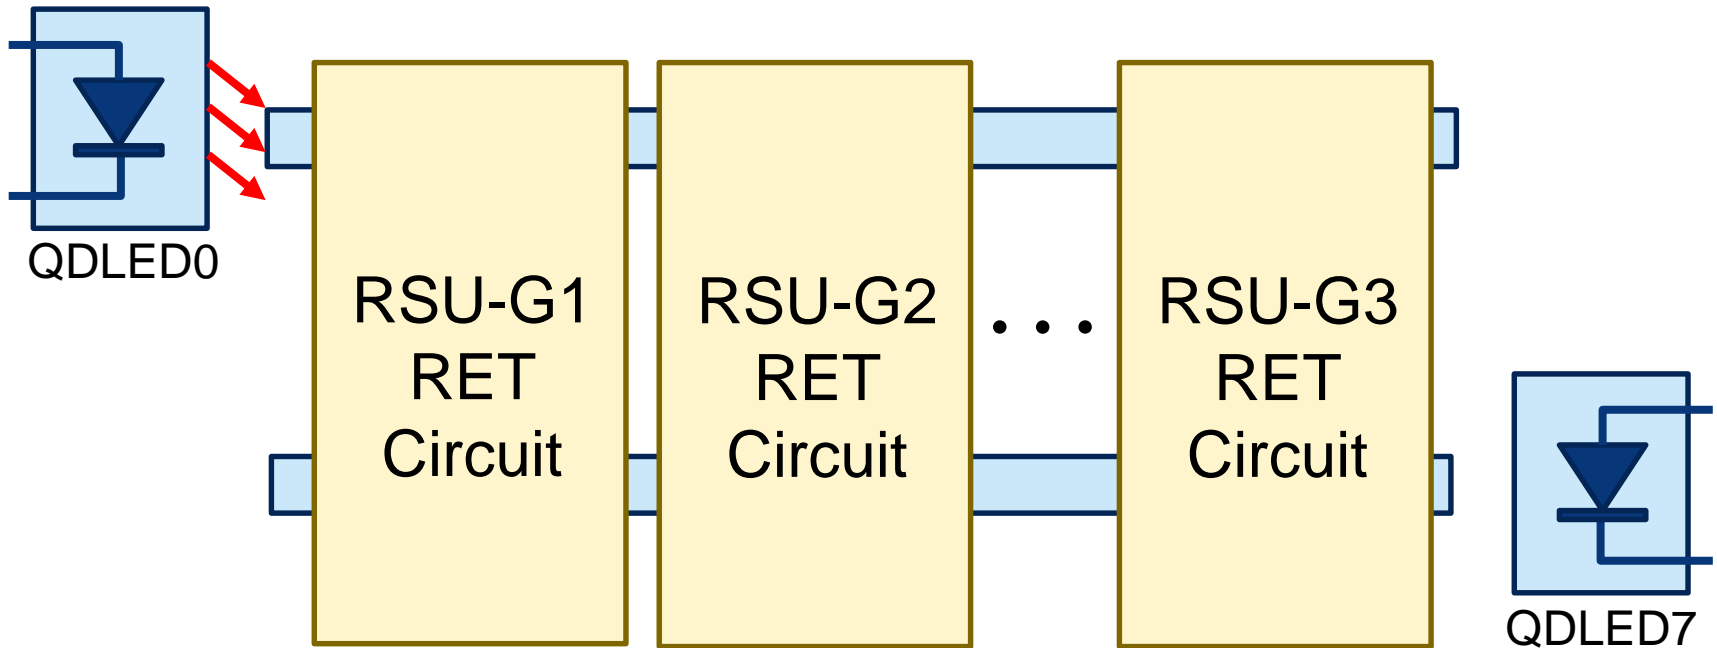 QDLED0
RSU-G1
RET
Circuit
RSU-G2
RET
Circuit
. . .
RSU-G3
RET
Circuit
QDLED7